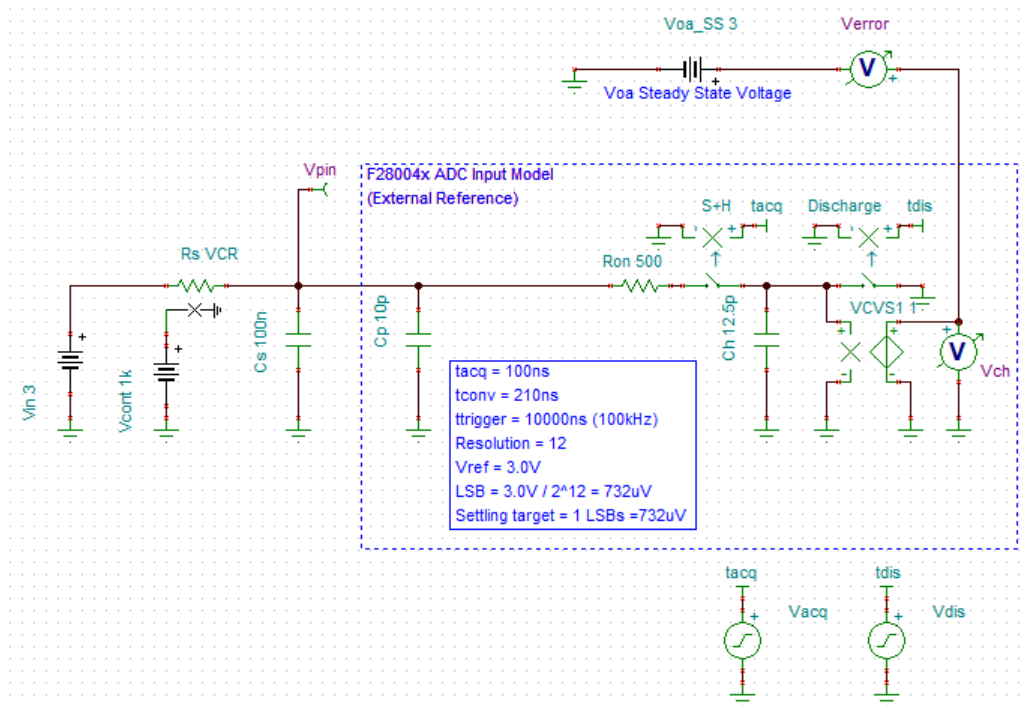 Voa_SS 3
Verror
V
+
+
Voa Steady State Voltage
Vpin
F28004x ADC Input Model
(External Reference)
S+H
tacq
Discharge
tdis
- +
- +
Rs VCR
Ron 500
VCVS1 1
Cs 100n
Cp 10p
Ch 12.5p
+
+
+
+
+
V
Vch
-
-
Vin 3
Vcont 1k
tacq = 100ns
tconv = 210ns
ttrigger = 10000ns (100kHz)
Resolution = 12
Vref = 3.0V
LSB = 3.0V / 2^12 = 732uV
Settling target = 1 LSBs =732uV
tacq
tdis
+
Vacq
+
Vdis